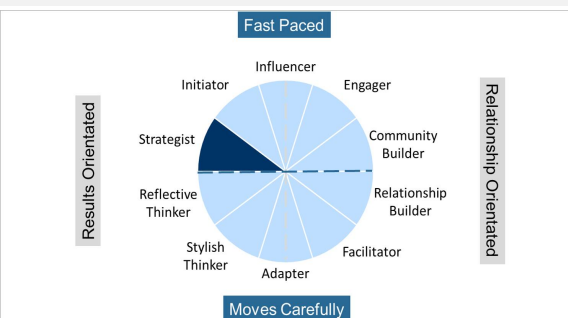 Fast Paced
Influencer
Initiator
Engager
Strategist
Community
Builder
Results Orientated
Relationship Orientated
Reflective
Thinker
Relationship
Builder
Stylish
Thinker
Facilitator
Adapter
Moves Carefully